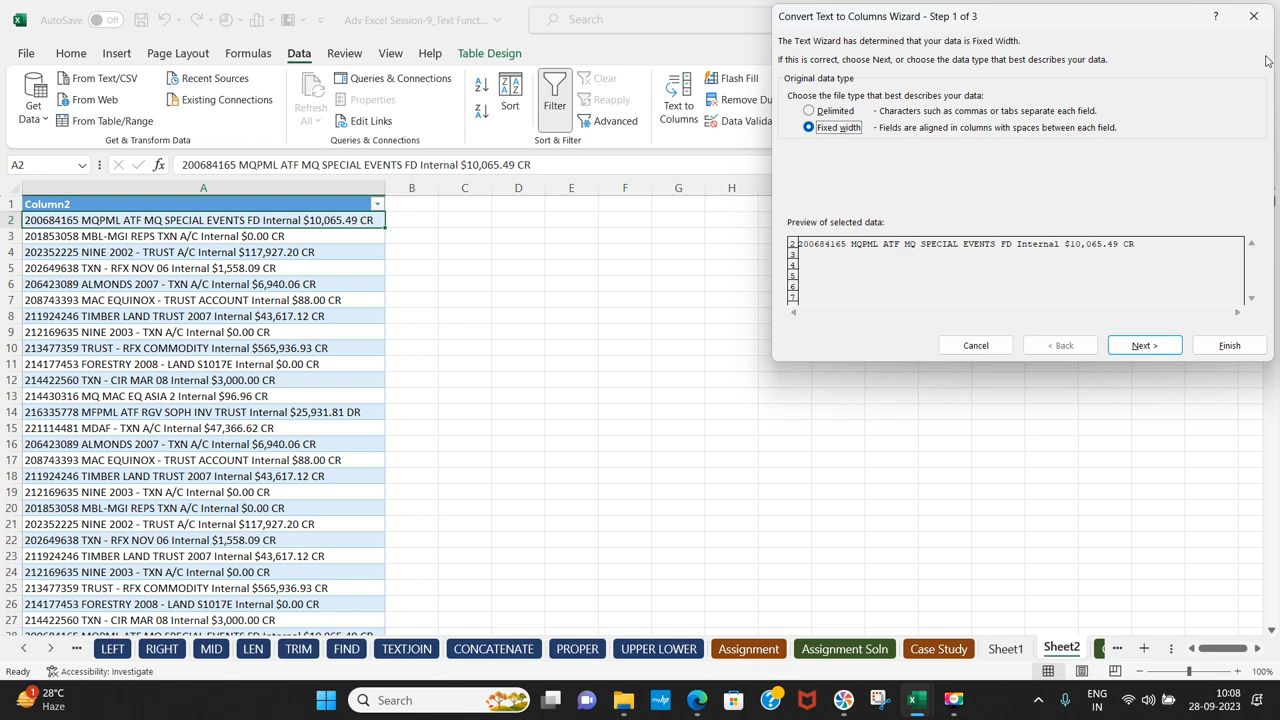 AutoSave Off Adv Excel Session-9_Text Funct... Search
File Home Insert Page Layout Formulas Data Review View Help Table Design
Get Data
From Text/CSV
From Web
From Table/Range
Recent Sources
Existing Connections
Get & Transform Data
Refresh All
Queries & Connections
Properties
Edit Links
Sort
Filter
Clear
Reapply
Advanced
Sort & Filter
Text to Columns
Flash Fill
Remove Du
Data Valida
A2 fx 200684165 MQPML ATF MQ SPECIAL EVENTS FD Internal $10,065.49 CR
A B C D E F G H
1 Column2
2 200684165 MQPML ATF MQ SPECIAL EVENTS FD Internal $10,065.49 CR
3 201853058 MBL-MGI REPS TXN A/C Internal $0.00 CR
4 202352225 NINE 2002 - TRUST A/C Internal $117,927.20 CR
5 202649638 TXN - RFX NOV 06 Internal $1,558.09 CR
6 206423089 ALMONDS 2007 - TXN A/C Internal $6,940.06 CR
7 208743393 MAC EQUINOX - TRUST ACCOUNT Internal $88.00 CR
8 211924246 TIMBER LAND TRUST 2007 Internal $43,617.12 CR
9 212169635 NINE 2003 - TXN A/C Internal $0.00 CR
10 213477359 TRUST - RFX COMMODITY Internal $565,936.93 CR
11 214177453 FORESTRY 2008 - LAND S1017E Internal $0.00 CR
12 214422560 TXN - CIR MAR 08 Internal $3,000.00 CR
13 214430316 MQ MAC EQ ASIA 2 Internal $96.96 CR
14 216335778 MFPML ATF RGV SOPH INV TRUST Internal $25,931.81 DR
15 221114481 MDAF - TXN A/C Internal $47,366.62 CR
16 206423089 ALMONDS 2007 - TXN A/C Internal $6,940.06 CR
17 208743393 MAC EQUINOX - TRUST ACCOUNT Internal $88.00 CR
18 211924246 TIMBER LAND TRUST 2007 Internal $43,617.12 CR
19 212169635 NINE 2003 - TXN A/C Internal $0.00 CR
20 201853058 MBL-MGI REPS TXN A/C Internal $0.00 CR
21 202352225 NINE 2002 - TRUST A/C Internal $117,927.20 CR
22 202649638 TXN - RFX NOV 06 Internal $1,558.09 CR
23 211924246 TIMBER LAND TRUST 2007 Internal $43,617.12 CR
24 212169635 NINE 2003 - TXN A/C Internal $0.00 CR
25 213477359 TRUST - RFX COMMODITY Internal $565,936.93 CR
26 214177453 FORESTRY 2008 - LAND S1017E Internal $0.00 CR
27 214422560 TXN - CIR MAR 08 Internal $3,000.00 CR
28 200684165 MQPML ATF MQ SPECIAL EVENTS FD Internal $10,065.49 CR
Convert Text to Columns Wizard - Step 1 of 3 ?
The Text Wizard has determined that your data is Fixed Width.
If this is correct, choose Next, or choose the data type that best describes your data.
Original data type
Choose the file type that best describes your data:
Delimited - Characters such as commas or tabs separate each field.
Fixed width - Fields are aligned in columns with spaces between each field.
Preview of selected data:
2 200684165 MQPML ATF MQ SPECIAL EVENTS FD Internal $10,065.49 CR
3
4
5
6
7
Cancel < Back Next > Finish
... LEFT RIGHT MID LEN TRIM FIND TEXTJOIN CONCATENATE PROPER UPPER LOWER Assignment Assignment Soln Case Study Sheet1 Sheet2 ...
Ready Accessibility: Investigate 100%
1 28°C Haze
Search
ENG IN
10:08
28-09-2023